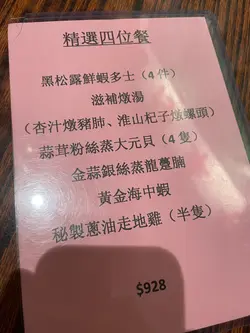 精選四位餐
黑松露鮮蝦多士（4 件）
滋補燉湯
（杏汁燉豬肺、淮山杞子燉螺頭）
蒜茸粉絲蒸大元貝（4 隻）
金蒜銀絲蒸龍躉腩
黃金海中蝦
秘製蔥油走地雞（半隻）
$928